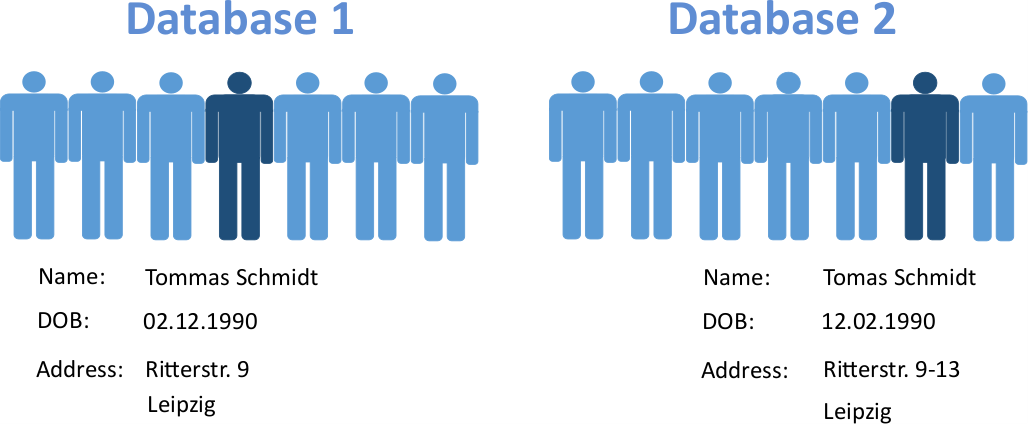 Database 1
Database 2
Name: Tommas Schmidt
DOB: 02.12.1990
Address: Ritterstr. 9
Leipzig
Name: Tomas Schmidt
DOB: 12.02.1990
Address: Ritterstr. 9-13
Leipzig